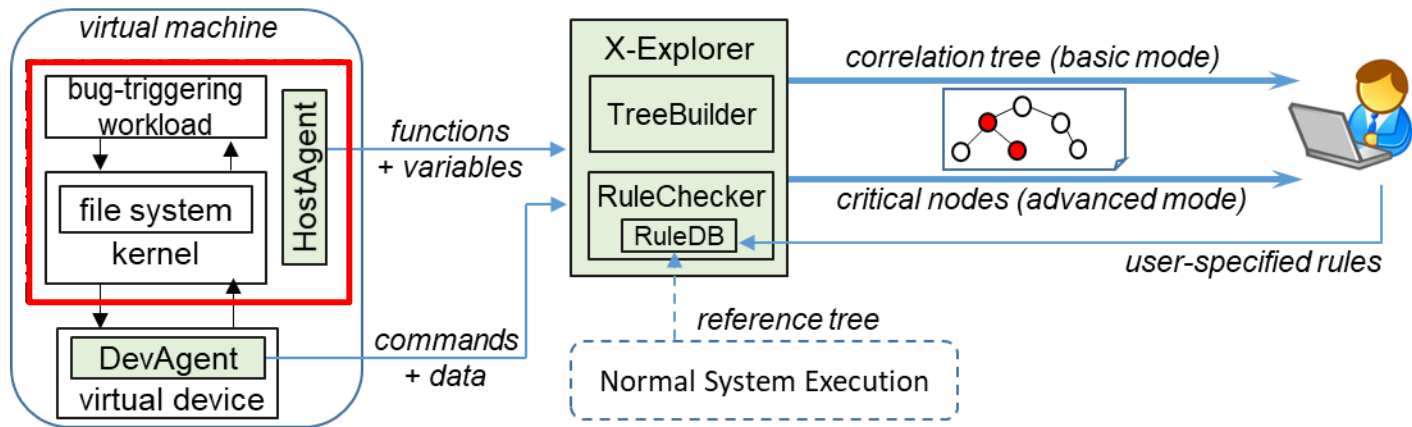 virtual machine
bug-triggering
workload
file system
kernel
HostAgent
DevAgent
virtual device
functions
+ variables
commands
+ data
X-Explorer
TreeBuilder
RuleChecker
RuleDB
correlation tree (basic mode)
critical nodes (advanced mode)
user-specified rules
reference tree
Normal System Execution